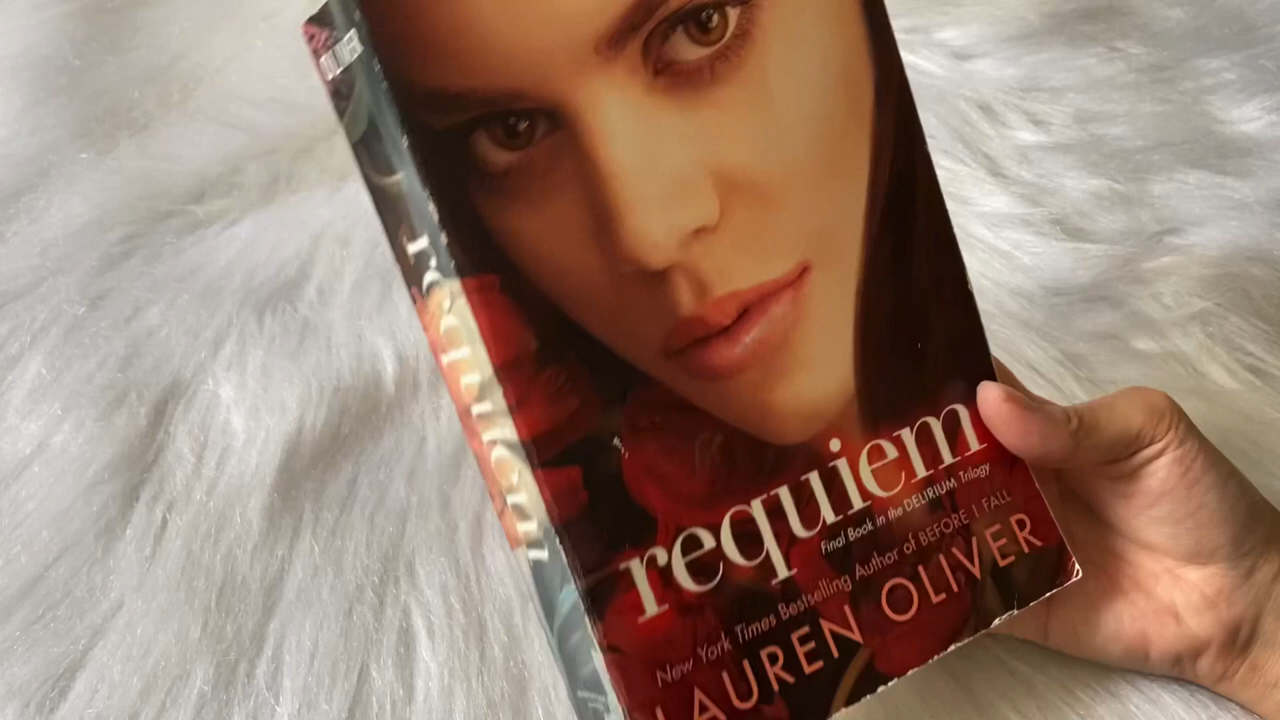 requiem
requiem
Final Book in the DELIRIUM Trilogy
New York Times Bestselling Author of BEFORE I FALL
LAUREN OLIVER